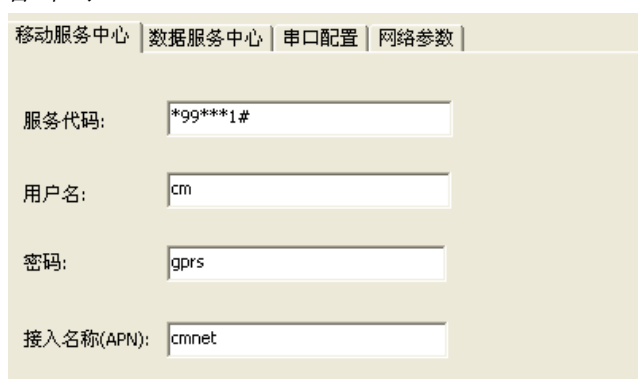 移动服务中心 数据服务中心 串口配置 网络参数
服务代码: *99***1#
用户名: cm
密码: gprs
接入名称(APN): cmnet